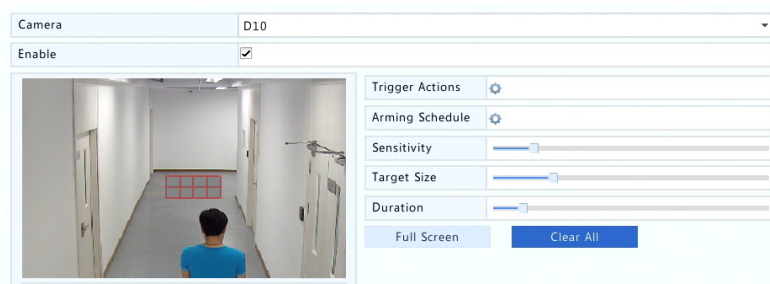 Camera D10
Enable
Trigger Actions
Arming Schedule
Sensitivity
Target Size
Duration
Full Screen Clear All